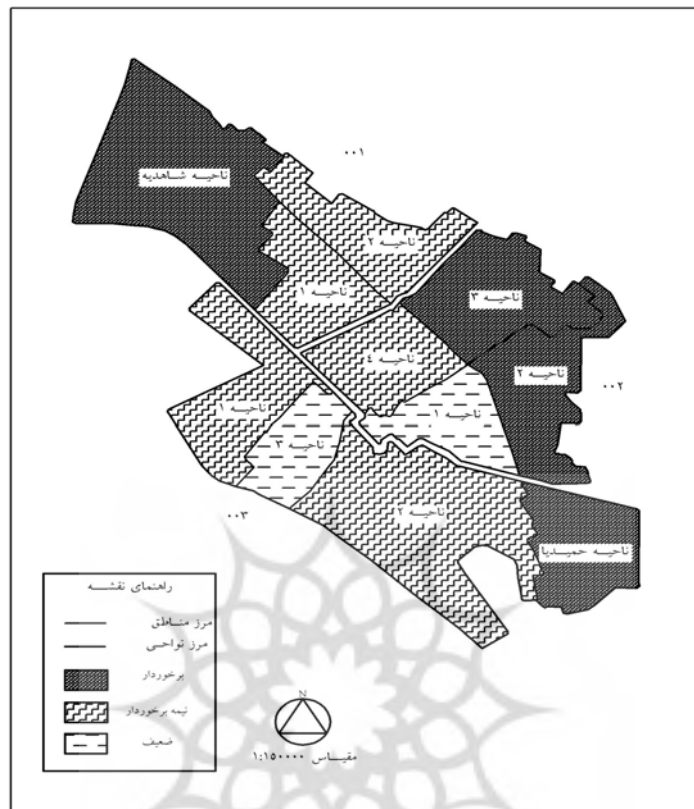 ۰۰۱
ناحیه شاهدیه
ناحیه ۲
ناحیه ۱
ناحیه ۳
ناحیه ٤
ناحیه ۲
۰۰۲
ناحیه ۱
ناحیه ۱
ناحیه ۳
ناحیه ۲
۰۰۳
ناحیه حمیدیا
راهنمای نقشه
مرز مناطق
مرز نواحی
برخوردار
نیمه برخوردار
ضعیف
N
مقیاس ۱:۱۵۰۰۰۰